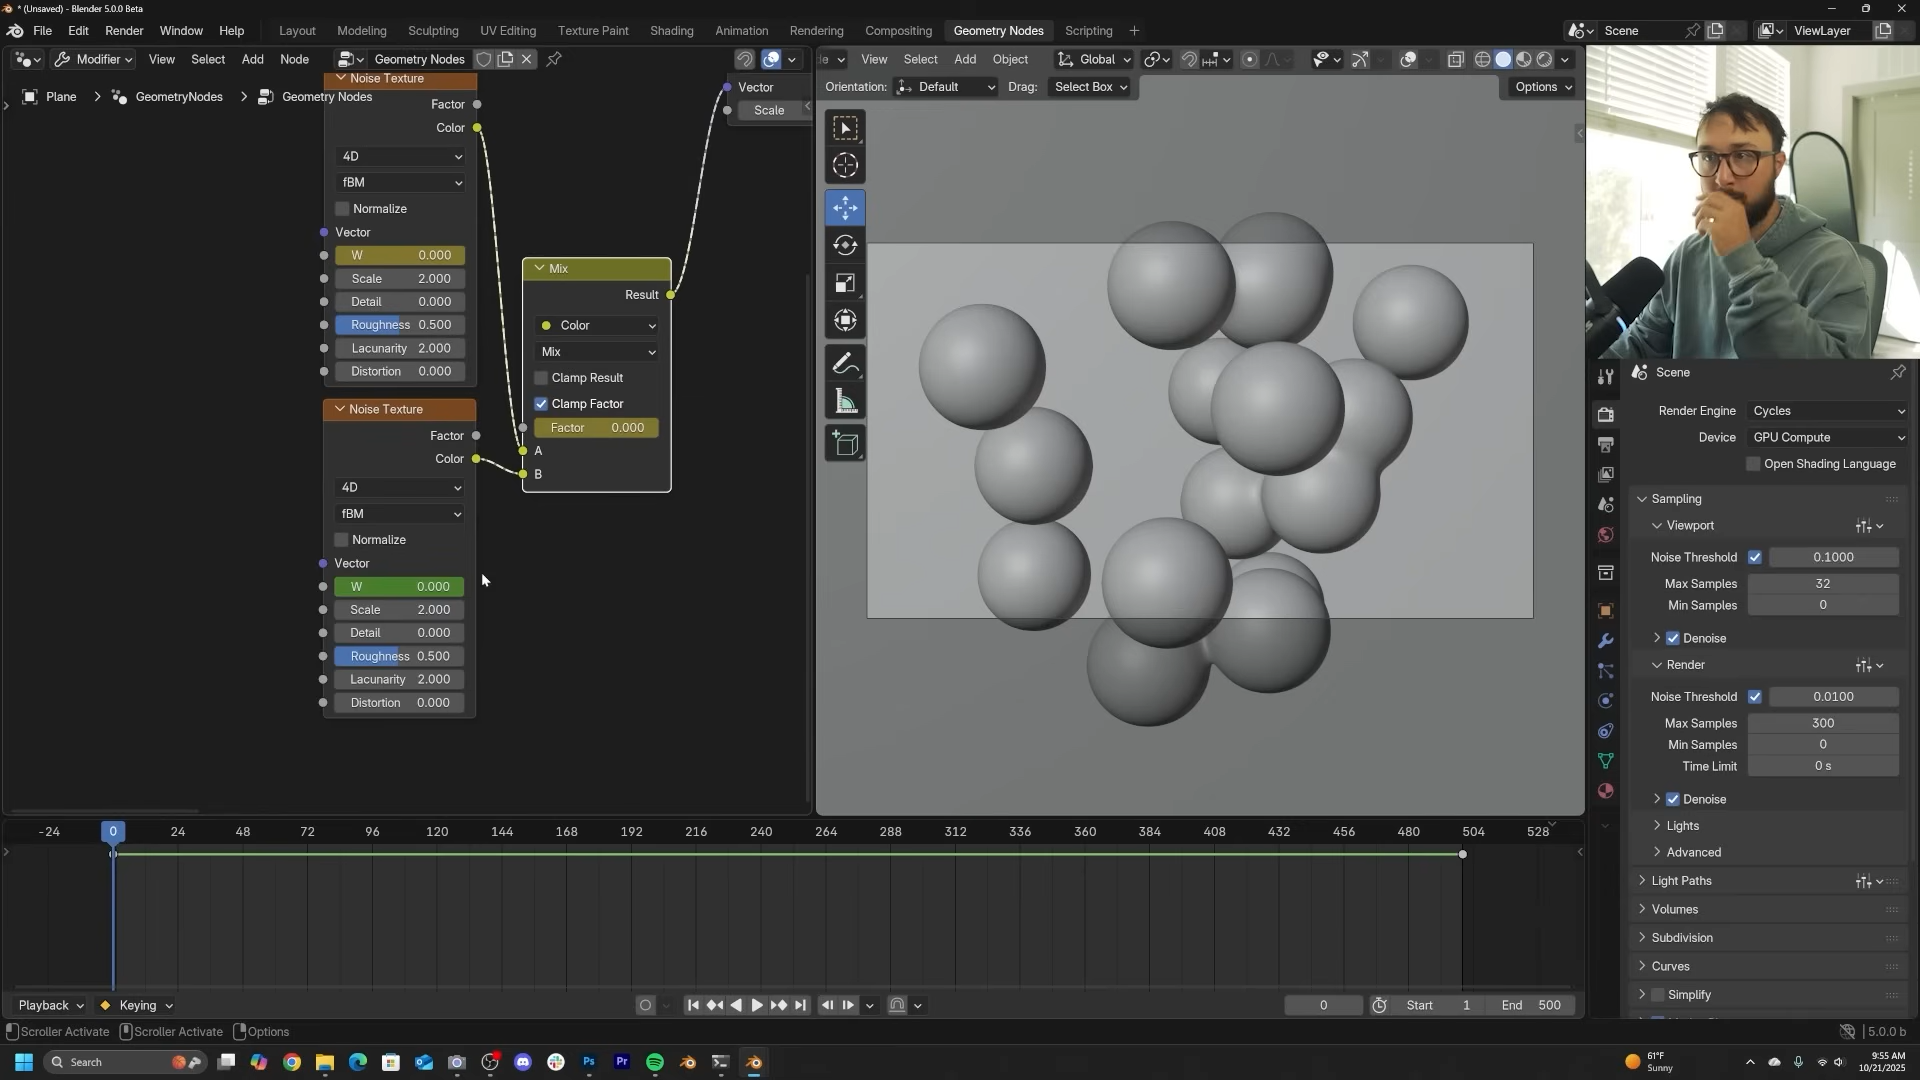 * (Unsaved) - Blender 5.0.0 Beta
File Edit Render Window Help Layout Modeling Sculpting UV Editing Texture Paint Shading Animation Rendering Compositing Geometry Nodes Scripting Scene ViewLayer
Modifier View Select Add Node Geometry Nodes
View Select Add Object Global
Orientation: Default Drag: Select Box Options
Plane GeometryNodes Geometry Nodes
Noise Texture
Factor
Color
4D
fBM
Normalize
Vector
W 0.000
Scale 2.000
Detail 0.000
Roughness 0.500
Lacunarity 2.000
Distortion 0.000
Noise Texture
Factor
Color
4D
fBM
Normalize
Vector
W 0.000
Scale 2.000
Detail 0.000
Roughness 0.500
Lacunarity 2.000
Distortion 0.000
Mix
Result
Color
Mix
Clamp Result
Clamp Factor
Factor 0.000
A
B
Vector
Scale
Scene
Render Engine Cycles
Device GPU Compute
Open Shading Language
Sampling
Viewport
Noise Threshold 0.1000
Max Samples 32
Min Samples 0
Denoise
Render
Noise Threshold 0.0100
Max Samples 300
Min Samples 0
Time Limit 0 s
Denoise
Lights
Advanced
Light Paths
Volumes
Subdivision
Curves
Simplify
-24 0 24 48 72 96 120 144 168 192 216 240 264 288 312 336 360 384 408 432 456 480 504 528
Playback Keying 0 Start 1 End 500
Scroller Activate Scroller Activate Options 5.0.0 b
Search
61°F
Sunny
9:55 AM
10/21/2025